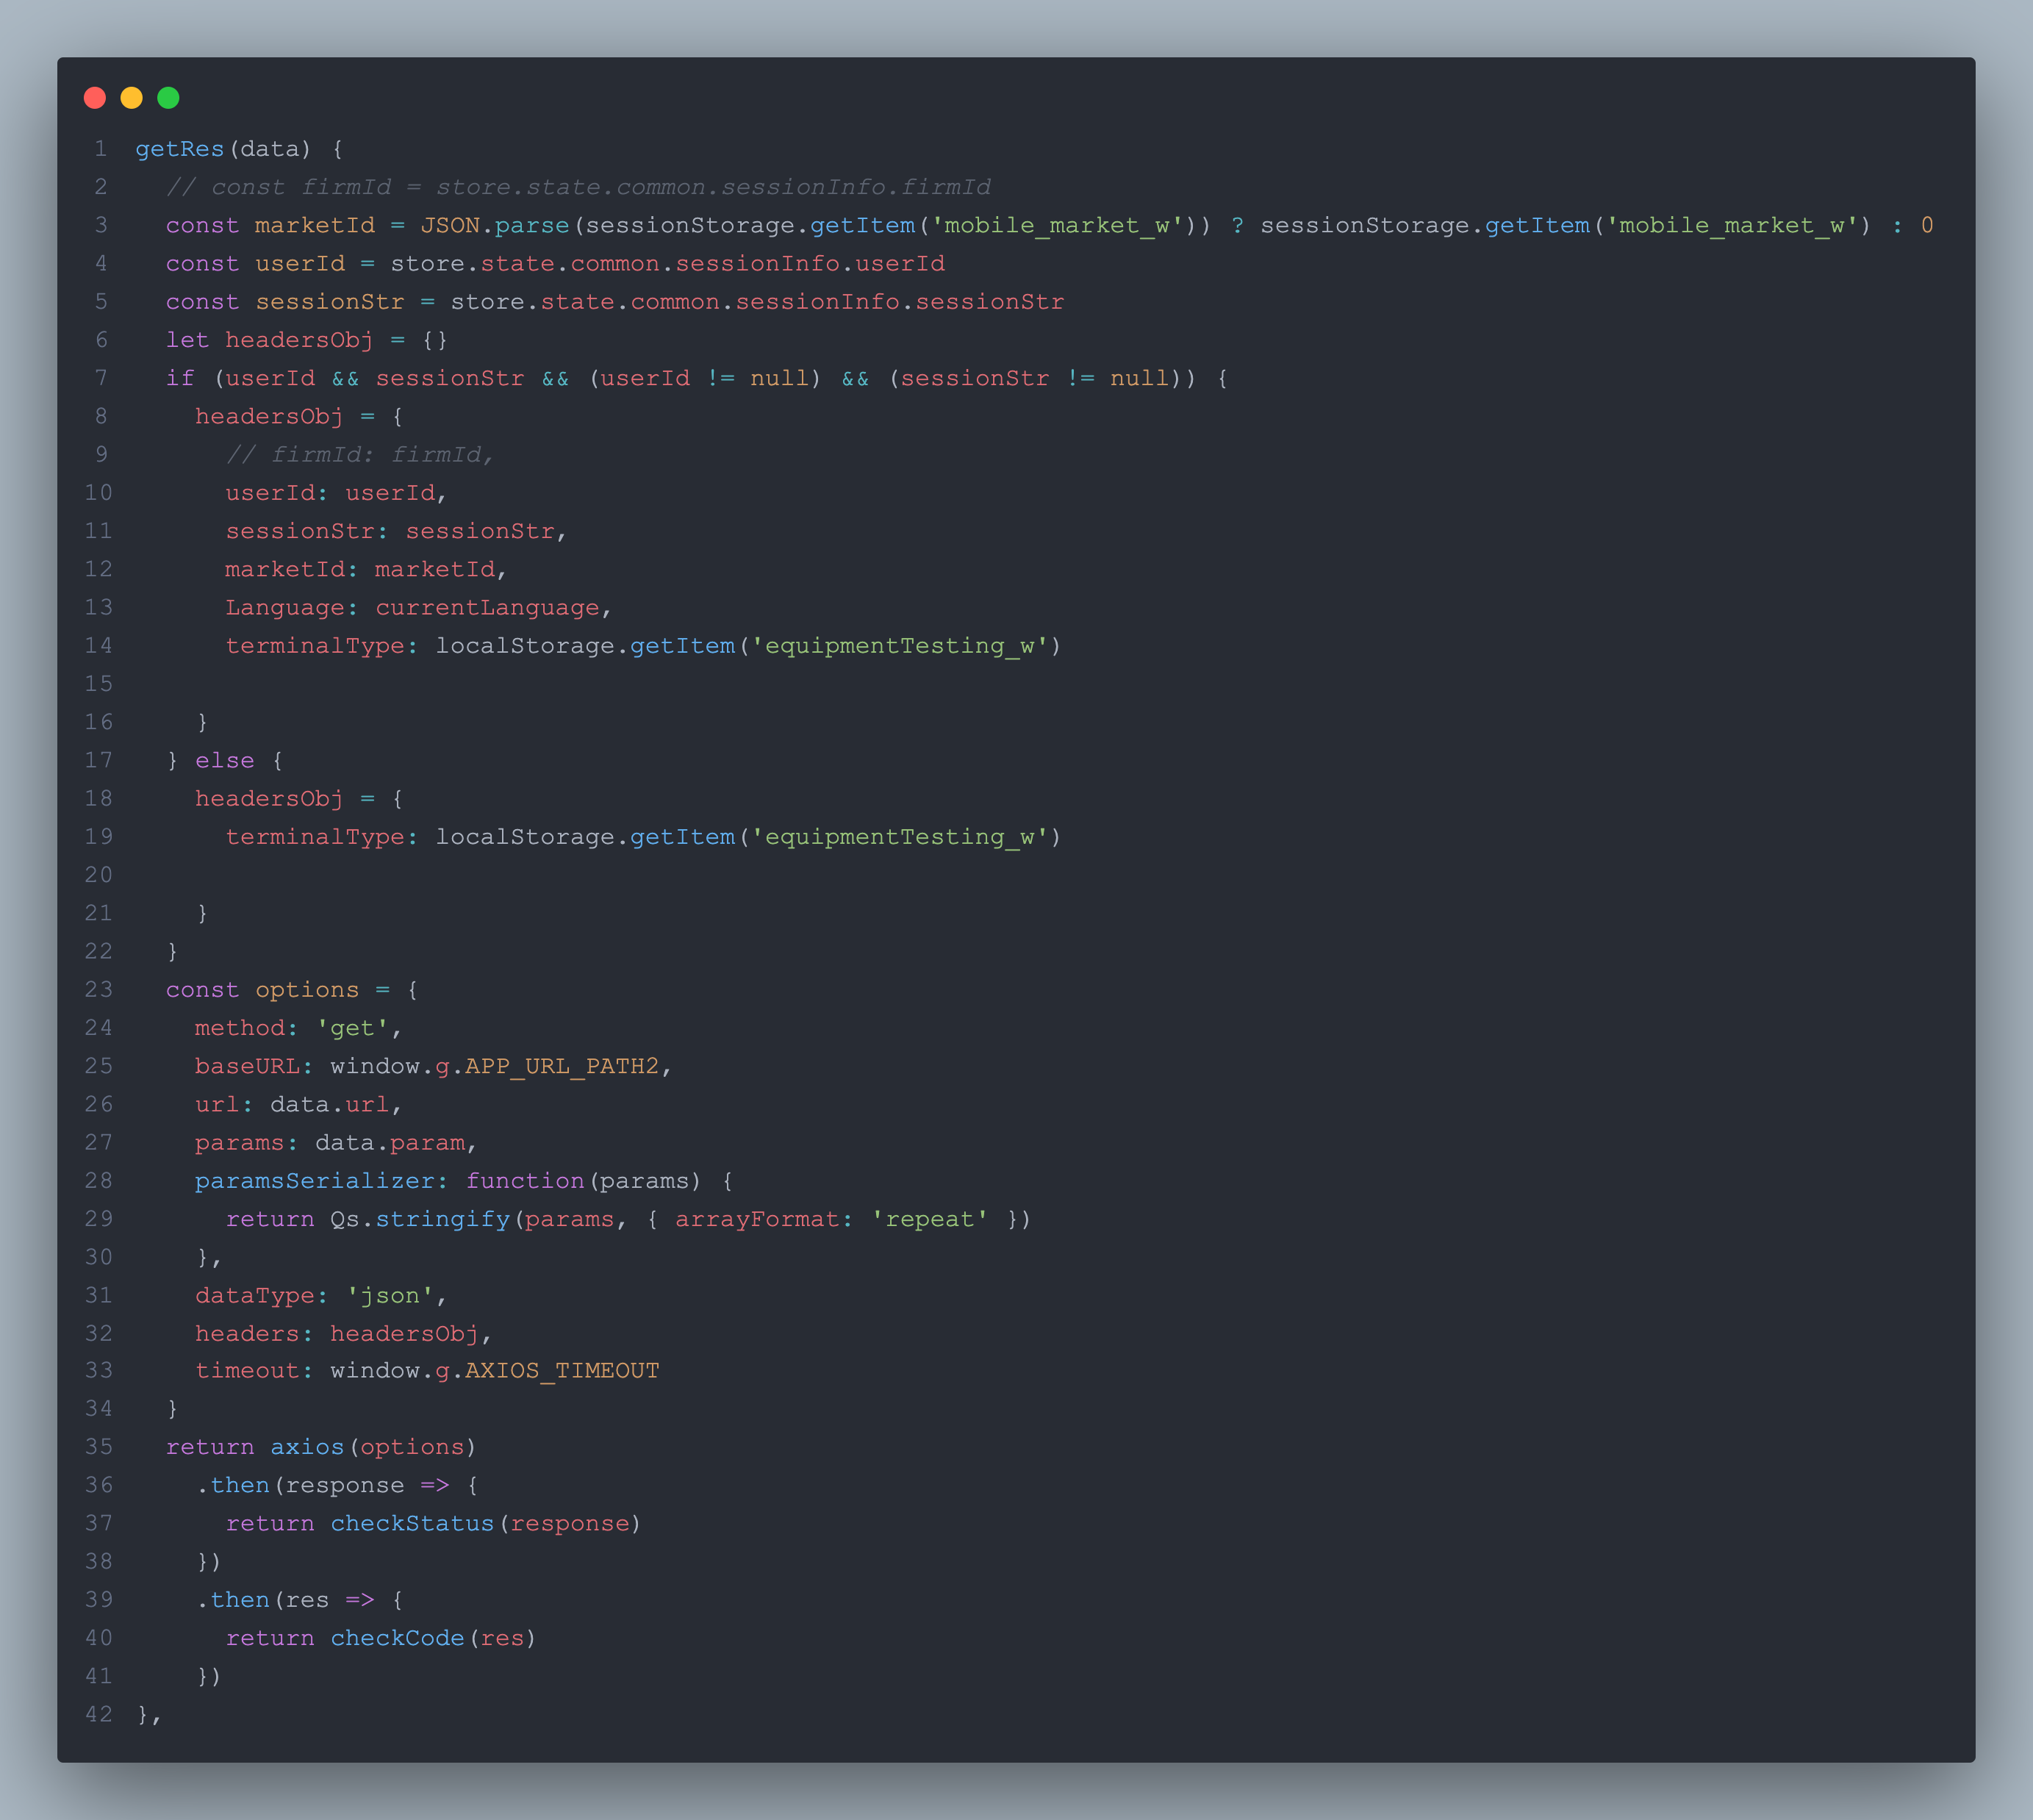 1 getRes(data) {
2 // const firmId = store.state.common.sessionInfo.firmId
3 const marketId = JSON.parse(sessionStorage.getItem('mobile_market_w')) ? sessionStorage.getItem('mobile_market_w') : 0
4 const userId = store.state.common.sessionInfo.userId
5 const sessionStr = store.state.common.sessionInfo.sessionStr
6 let headersObj = {}
7 if (userId && sessionStr && (userId != null) && (sessionStr != null)) {
8 headersObj = {
9 // firmId: firmId,
10 userId: userId,
11 sessionStr: sessionStr,
12 marketId: marketId,
13 Language: currentLanguage,
14 terminalType: localStorage.getItem('equipmentTesting_w')
15
16 }
17 } else {
18 headersObj = {
19 terminalType: localStorage.getItem('equipmentTesting_w')
20
21 }
22 }
23 const options = {
24 method: 'get',
25 baseURL: window.g.APP_URL_PATH2,
26 url: data.url,
27 params: data.param,
28 paramsSerializer: function(params) {
29 return Qs.stringify(params, { arrayFormat: 'repeat' })
30 },
31 dataType: 'json',
32 headers: headersObj,
33 timeout: window.g.AXIOS_TIMEOUT
34 }
35 return axios(options)
36 .then(response => {
37 return checkStatus(response)
38 })
39 .then(res => {
40 return checkCode(res)
41 })
42 },